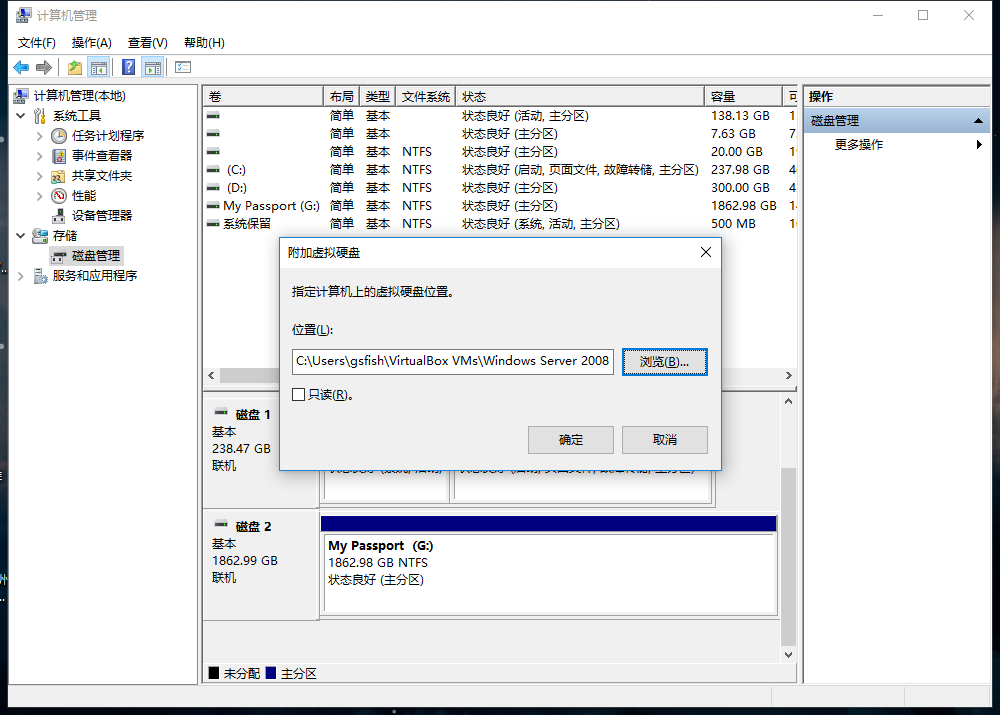 计算机管理
文件(F) 操作(A) 查看(V) 帮助(H)
计算机管理(本地)
系统工具
任务计划程序
事件查看器
共享文件夹
性能
设备管理器
存储
磁盘管理
服务和应用程序
卷 布局 类型 文件系统 状态 容量
简单 基本 状态良好 (活动, 主分区) 138.13 GB
简单 基本 状态良好 (主分区) 7.63 GB
简单 基本 NTFS 状态良好 (主分区) 20.00 GB
(C:) 简单 基本 NTFS 状态良好 (启动, 页面文件, 故障转储, 主分区) 237.98 GB
(D:) 简单 基本 NTFS 状态良好 (主分区) 300.00 GB
My Passport (G:) 简单 基本 NTFS 状态良好 (主分区) 1862.98 GB
系统保留 简单 基本 NTFS 状态良好 (系统, 活动, 主分区) 500 MB
操作
磁盘管理
更多操作
附加虚拟硬盘
指定计算机上的虚拟硬盘位置。
位置(L):
C:\Users\gsfish\VirtualBox VMs\Windows Server 2008
浏览(B)...
只读(R)。
确定 取消
磁盘 1
基本
238.47 GB
联机
磁盘 2
基本
1862.99 GB
联机
My Passport (G:)
1862.98 GB NTFS
状态良好 (主分区)
未分配 主分区